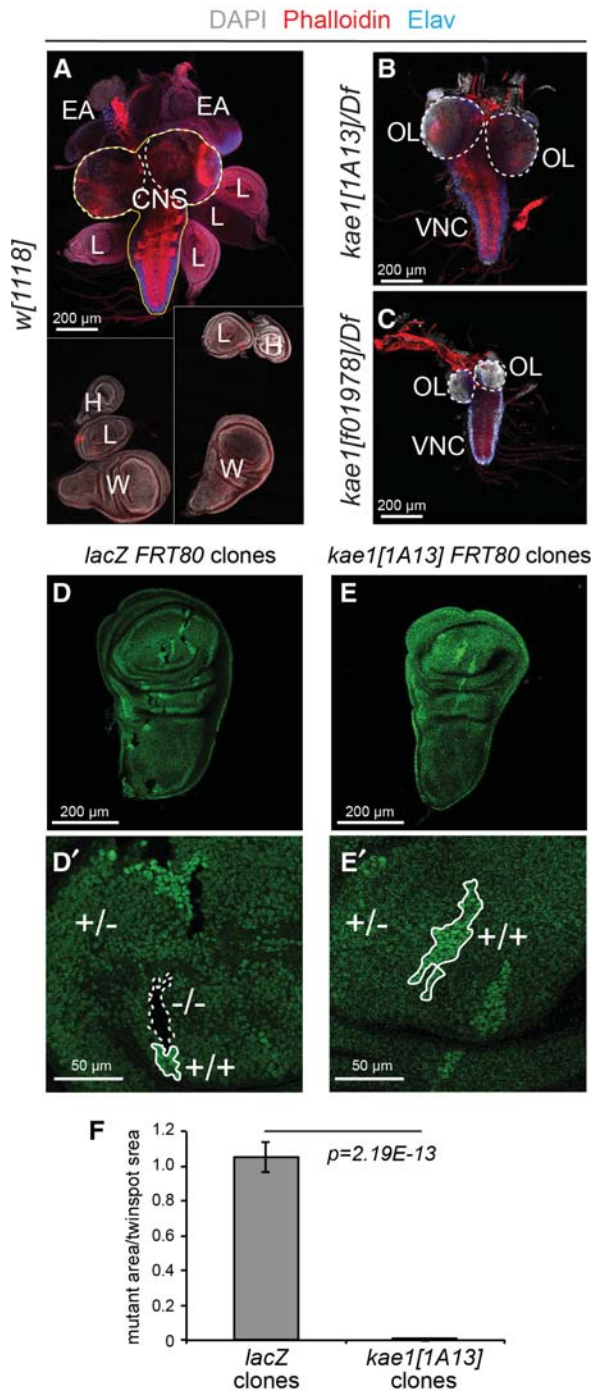 DAPI Phalloidin Elav
A
EA
EA
CNS
L
L
L
L
200 µm
w[1118]
L
H
H
L
W
W
B
OL
OL
VNC
200 µm
kae1[1A13]/Df
C
OL
OL
VNC
200 µm
kae1[f01978]/Df
lacZ FRT80 clones
kae1[1A13] FRT80 clones
D
200 µm
E
200 µm
D′
+/-
-/-
+/+
50 µm
E′
+/-
+/+
50 µm
F
mutant area/twinspot srea
1.2
1.0
0.8
0.6
0.4
0.2
0
p=2.19E-13
lacZ
clones
kae1[1A13]
clones